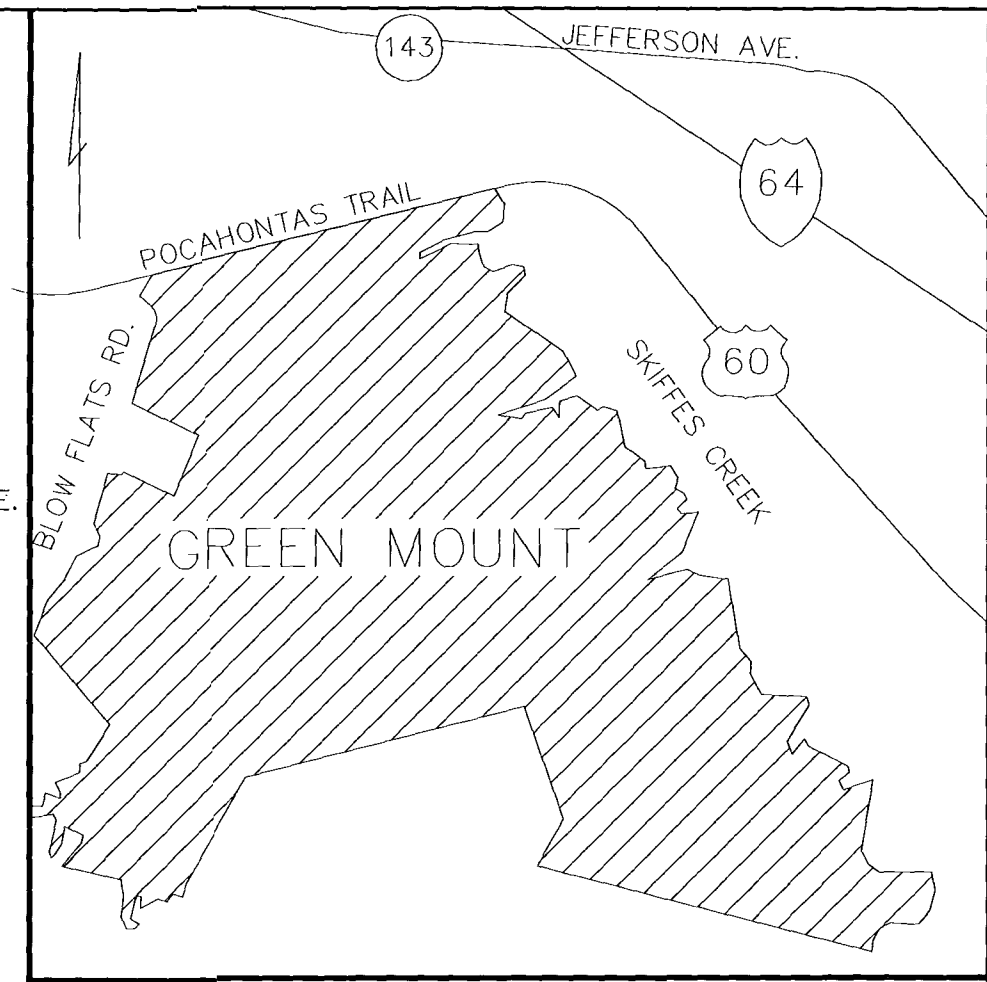 143
JEFFERSON AVE.
64
POCAHONTAS TRAIL
60
BLOW FLATS RD.
SKIFFES CREEK
GREEN MOUNT